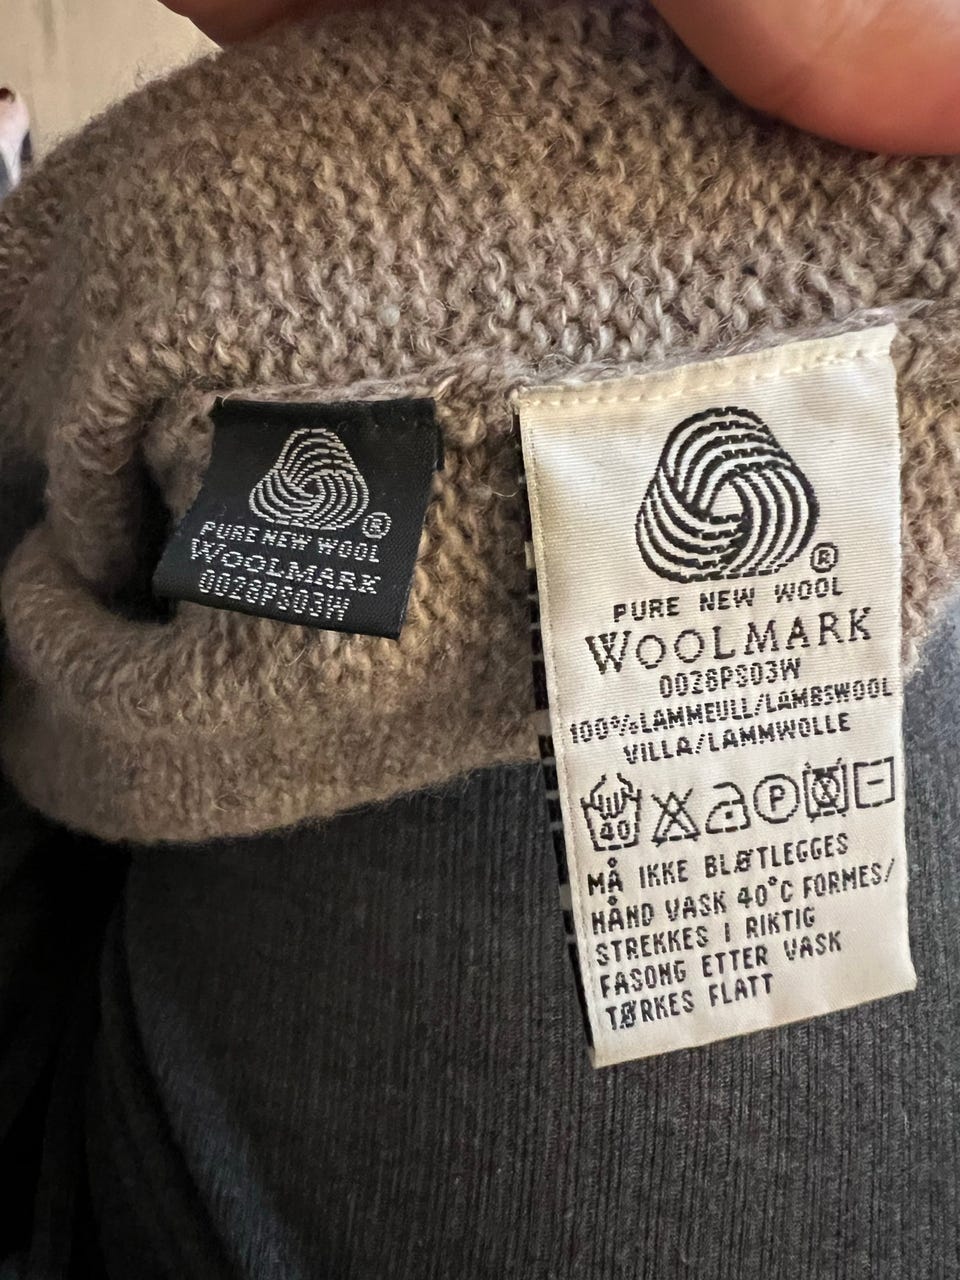 ®
PURE NEW WOOL
WOOLMARK
0028PS03W
®
PURE NEW WOOL
WOOLMARK
0028PS03W
100% LAMMEULL/LAMBSWOOL
VILLA/LAMMWOLLE
40 P
MÅ IKKE BLØTLEGGES
HÅND VASK 40°C FORMES/
STREKKES I RIKTIG
FASONG ETTER VASK
TØRKES FLATT